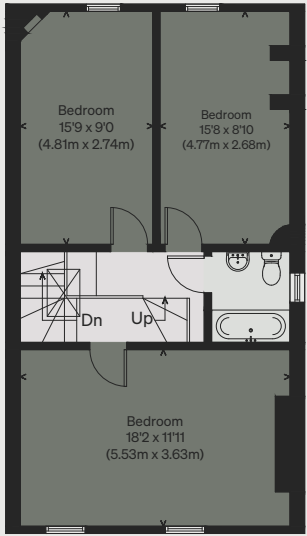 Bedroom
15'9 x 9'0
(4.81m x 2.74m)
Bedroom
15'8 x 8'10
(4.77m x 2.68m)
Dn
Up
Bedroom
18'2 x 11'11
(5.53m x 3.63m)